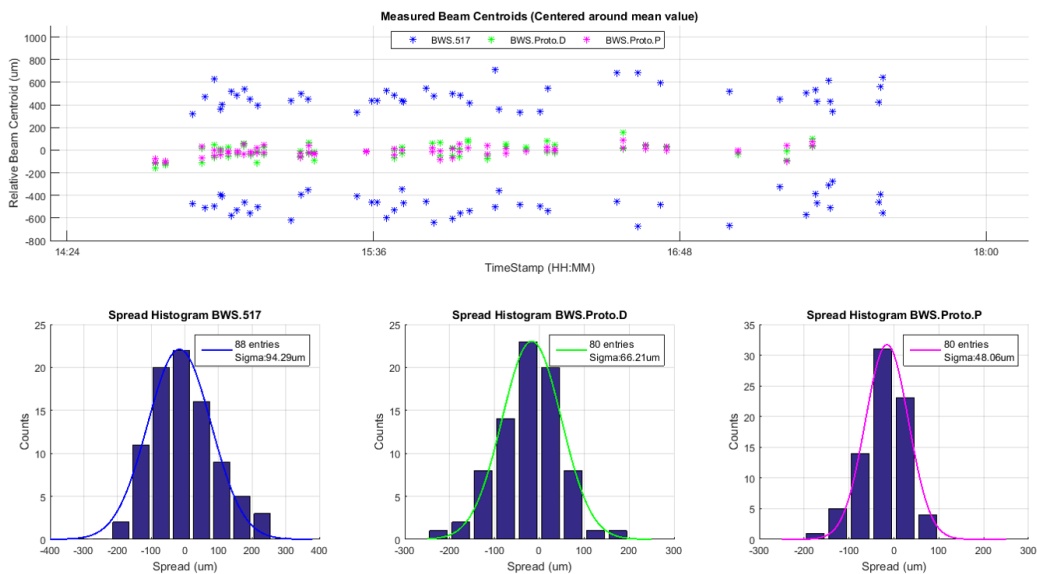 Measured Beam Centroids (Centered around mean value)
BWS.517 BWS.Proto.D BWS.Proto.P
Relative Beam Centroid (um)
1000
800
600
400
200
0
-200
-400
-600
-800
14:24 15:36 16:48 18:00
TimeStamp (HH:MM)
Spread Histogram BWS.517
88 entries
Sigma:94.29um
Counts
25
20
15
10
5
0
-400 -300 -200 -100 0 100 200 300 400
Spread (um)
Spread Histogram BWS.Proto.D
80 entries
Sigma:66.21um
Counts
25
20
15
10
5
0
-300 -200 -100 0 100 200 300
Spread (um)
Spread Histogram BWS.Proto.P
80 entries
Sigma:48.06um
Counts
35
30
25
20
15
10
5
0
-300 -200 -100 0 100 200 300
Spread (um)